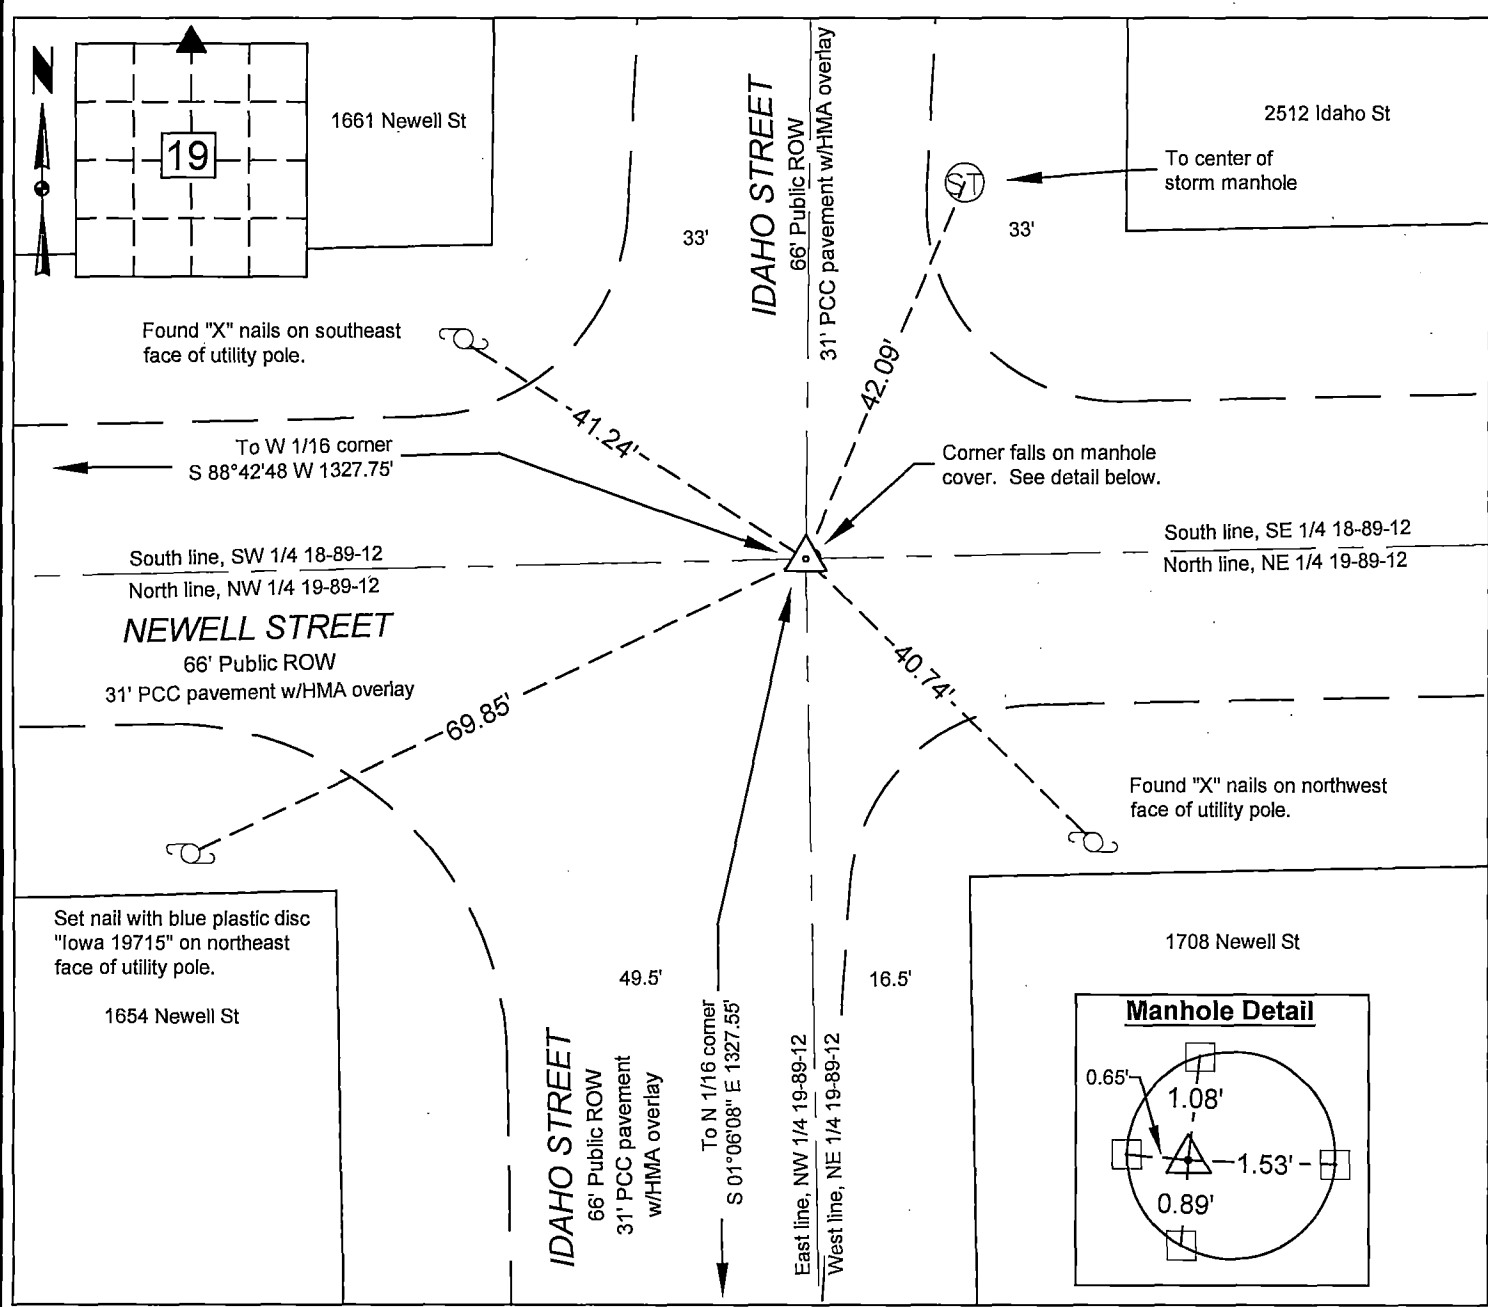 N
19
1661 Newell St
IDAHO STREET
66' Public ROW
31' PCC pavement w/HMA overlay
2512 Idaho St
To center of
storm manhole
ST
33'
33'
Found "X" nails on southeast
face of utility pole.
41.24'
42.09'
To W 1/16 corner
S 88°42'48 W 1327.75'
Corner falls on manhole
cover. See detail below.
South line, SW 1/4 18-89-12
North line, NW 1/4 19-89-12
South line, SE 1/4 18-89-12
North line, NE 1/4 19-89-12
NEWELL STREET
66' Public ROW
31' PCC pavement w/HMA overlay
69.85'
40.74'
Found "X" nails on northwest
face of utility pole.
Set nail with blue plastic disc
"Iowa 19715" on northeast
face of utility pole.
1654 Newell St
49.5'
16.5'
1708 Newell St
IDAHO STREET
66' Public ROW
31' PCC pavement
w/HMA overlay
To N 1/16 corner
S 01°06'08" E 1327.55'
East line, NW 1/4 19-89-12
West line, NE 1/4 19-89-12
Manhole Detail
0.65'
1.08'
1.53'
0.89'